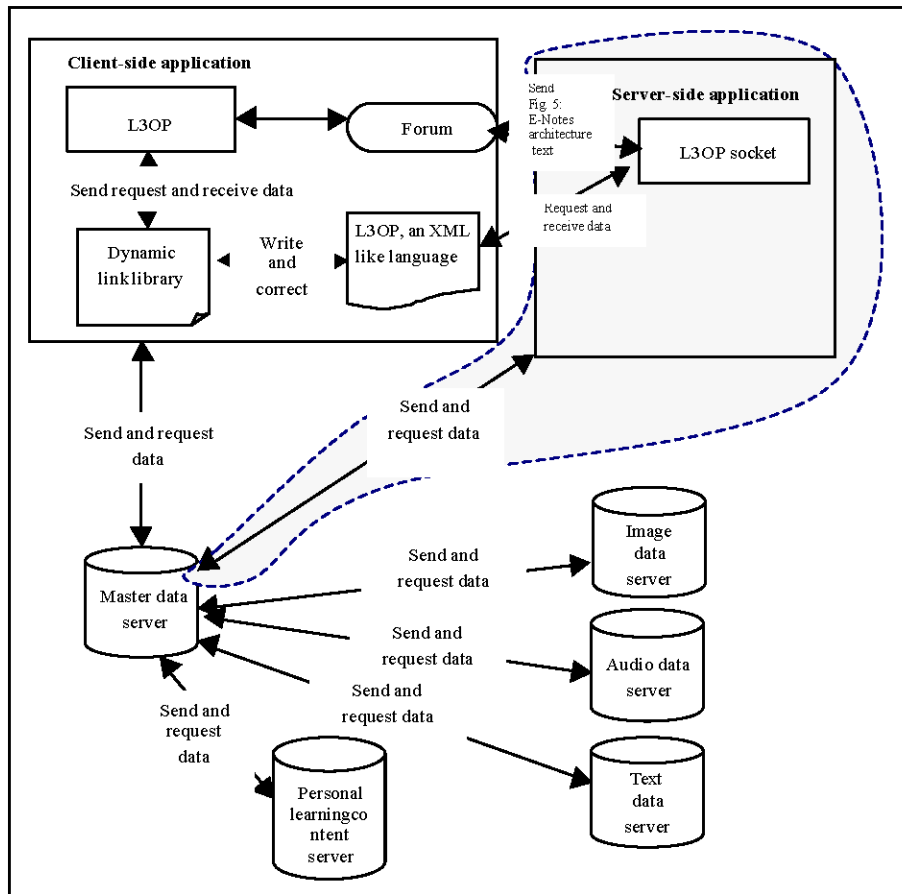 Client-side application
L3OP
Forum
Send
Fig. 5:
E-Notes
architecture
text
Server-side application
L3OP socket
Send request and receive data
Request and
receive data
Dynamic
link library
Write
and
correct
L3OP, an XML
like language
Send and request
data
Send and
request data
Master data
server
Send and
request data
Image
data
server
Send and
request data
Audio data
server
Send and
request data
Text
data
server
Send and
request
data
Personal
learningco
ntent
server